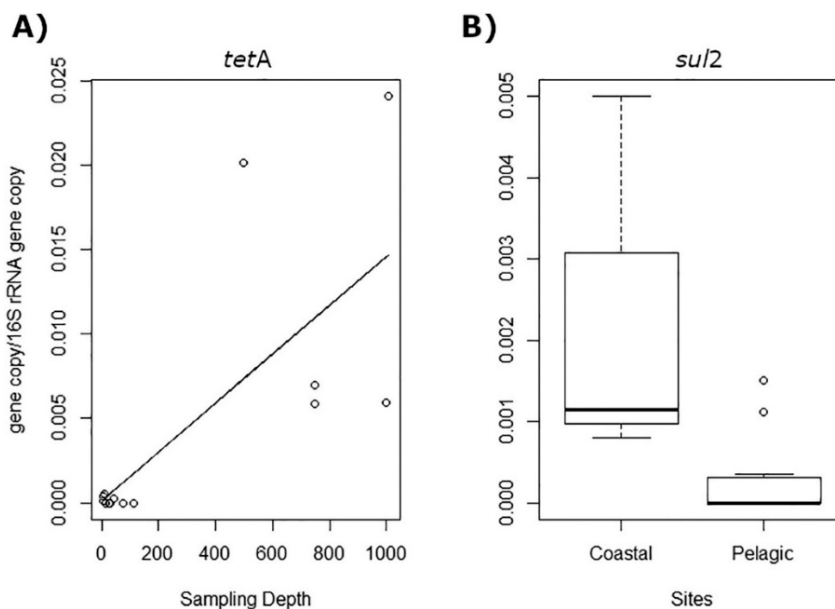 A)
tetA
gene copy/16S rRNA gene copy
0.025
0.020
0.015
0.010
0.005
0.000
0 200 400 600 800 1000
Sampling Depth
B)
sul2
0.005
0.004
0.003
0.002
0.001
0.000
Coastal Pelagic
Sites